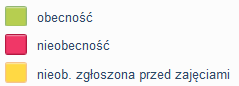 obecność
nieobecność
nieob. zgłoszona przed zajęciami